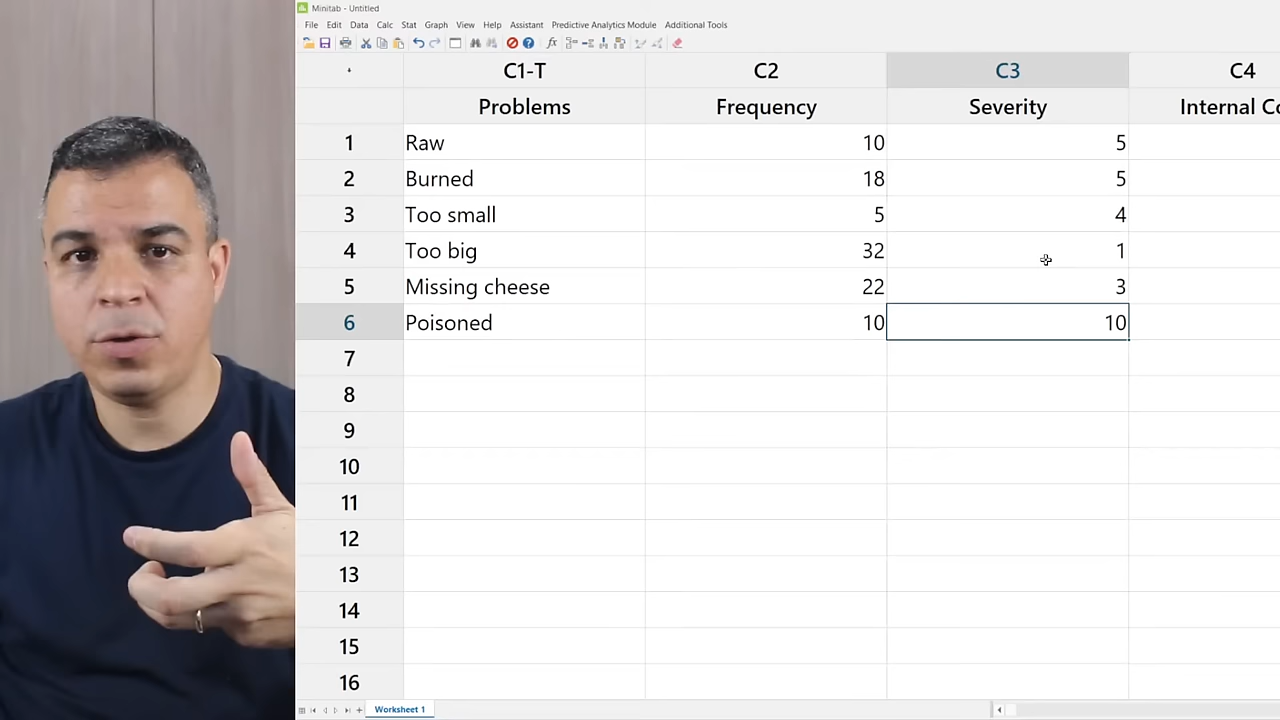 Minitab - Untitled
File Edit Data Calc Stat Graph View Help Assistant Predictive Analytics Module Additional Tools
C1-T C2 C3 C4
Problems Frequency Severity Internal Co
1 Raw 10 5
2 Burned 18 5
3 Too small 5 4
4 Too big 32 1
5 Missing cheese 22 3
6 Poisoned 10 10
7
8
9
10
11
12
13
14
15
16
Worksheet 1